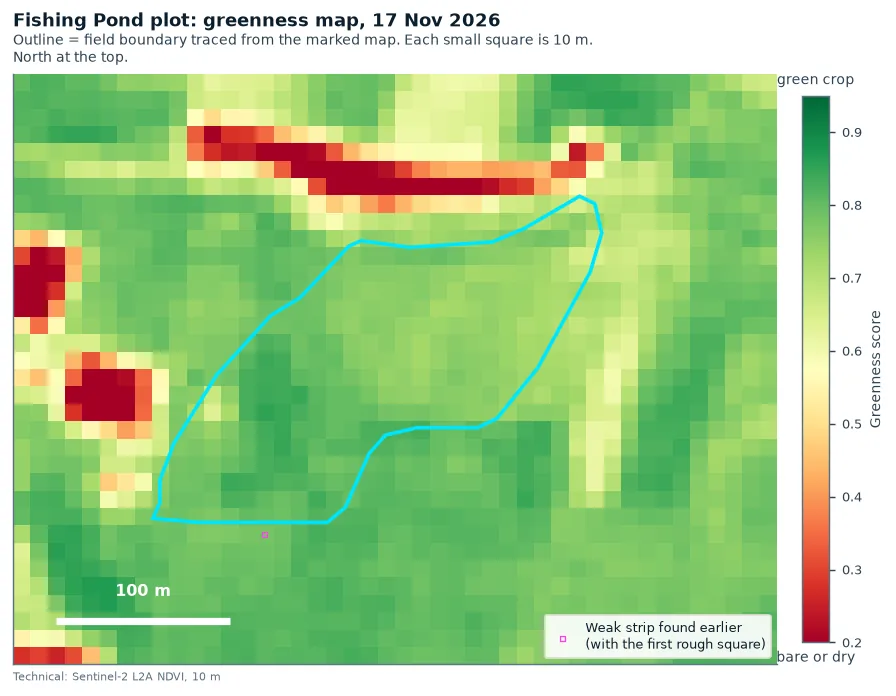 Fishing Pond plot: greenness map, 17 Nov 2026
Outline = field boundary traced from the marked map. Each small square is 10 m.
North at the top.
green crop
0.9
0.8
0.7
0.6
0.5
0.4
0.3
0.2
Greenness score
bare or dry
100 m
Weak strip found earlier
(with the first rough square)
Technical: Sentinel-2 L2A NDVI, 10 m